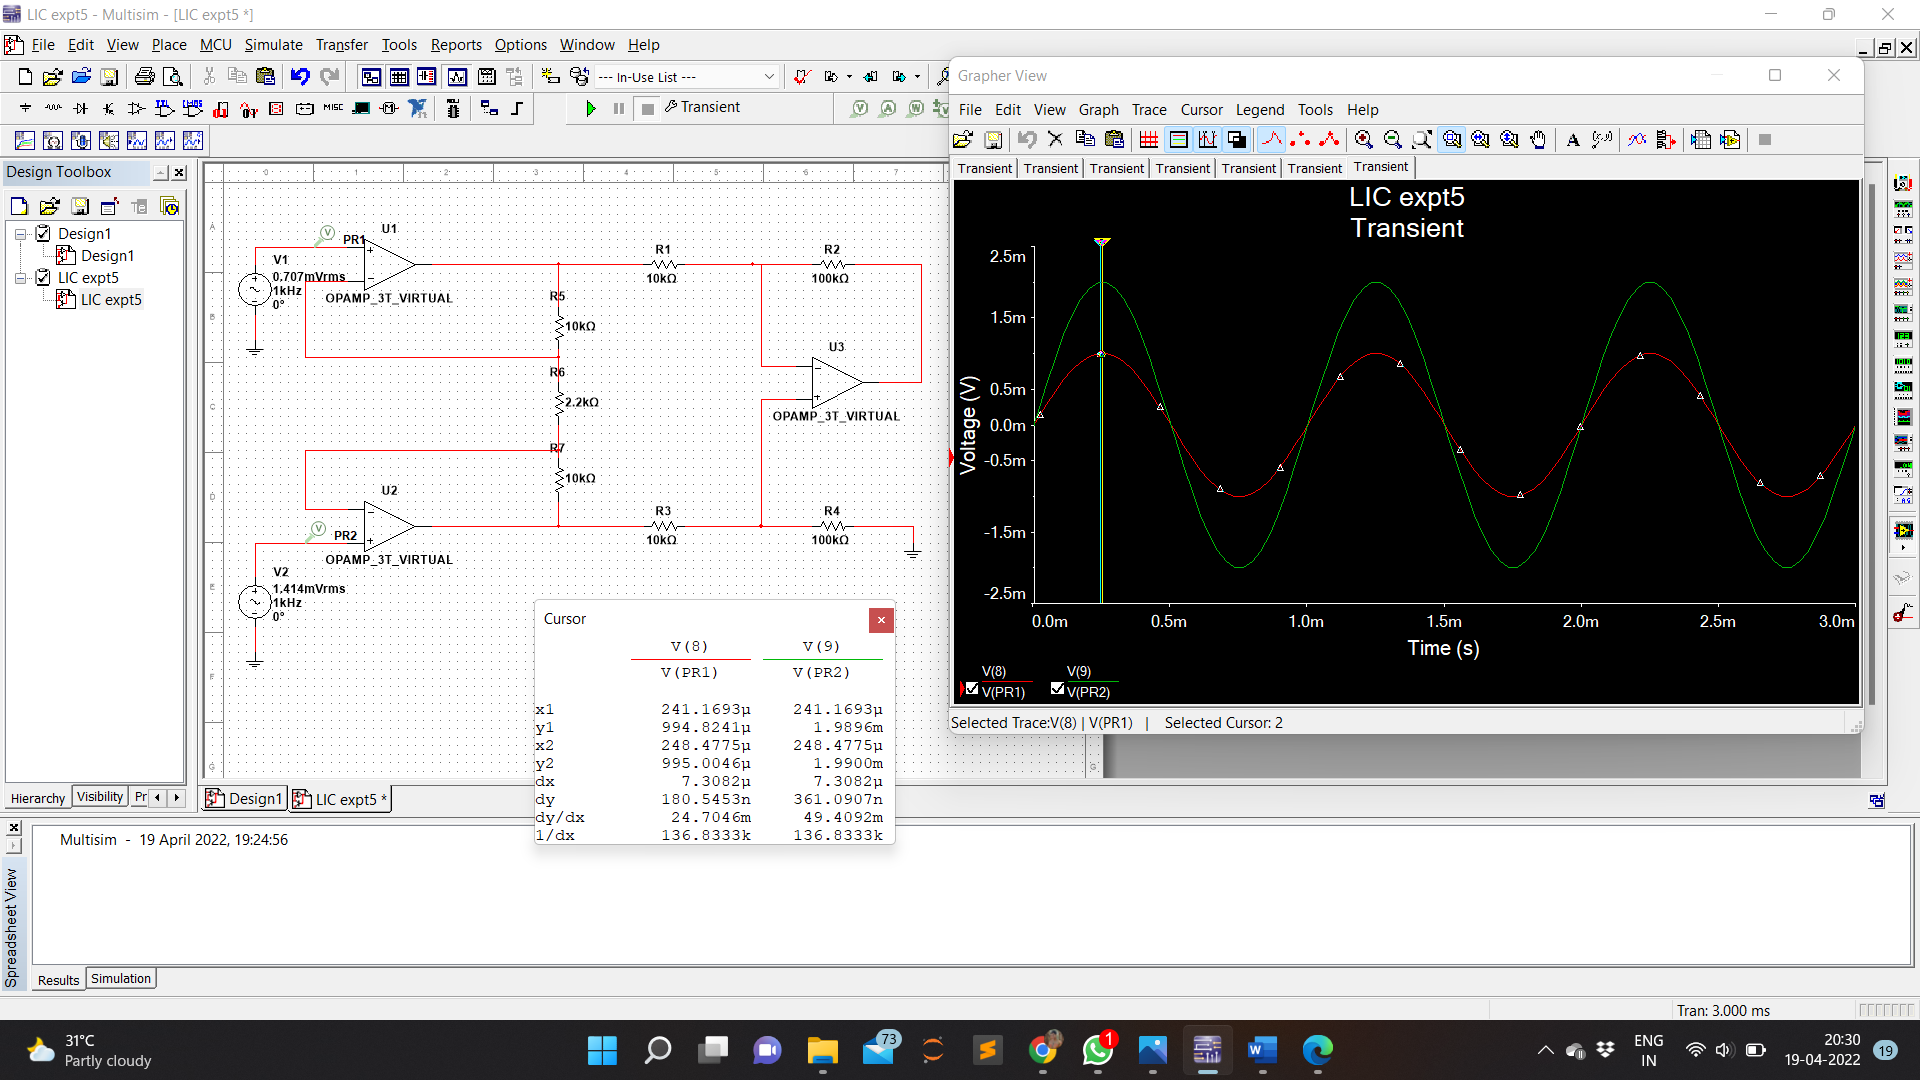 LIC expt5 - Multisim - [LIC expt5 *]
File Edit View Place MCU Simulate Transfer Tools Reports Options Window Help
--- In-Use List ---
MISC
Transient
Design Toolbox
Design1
Design1
LIC expt5
LIC expt5
Hierarchy Visibility Pr
0 1 2 3 4 5 6 7
A
B
C
D
E
F
G
G
U1
PR1
V1
0.707mVrms
1kHz
0°
OPAMP_3T_VIRTUAL
R1
10kΩ
R2
100kΩ
R5
10kΩ
R6
2.2kΩ
R7
10kΩ
U3
OPAMP_3T_VIRTUAL
U2
PR2
OPAMP_3T_VIRTUAL
R3
10kΩ
R4
100kΩ
V2
1.414mVrms
1kHz
0°
Design1 LIC expt5 *
Cursor
V(8) V(9)
V(PR1) V(PR2)
x1 241.1693µ 241.1693µ
y1 994.8241µ 1.9896m
x2 248.4775µ 248.4775µ
y2 995.0046µ 1.9900m
dx 7.3082µ 7.3082µ
dy 180.5453n 361.0907n
dy/dx 24.7046m 49.4092m
1/dx 136.8333k 136.8333k
Grapher View
File Edit View Graph Trace Cursor Legend Tools Help
Transient Transient Transient Transient Transient Transient Transient
LIC expt5
Transient
Voltage (V)
2.5m
1.5m
0.5m
0.0m
-0.5m
-1.5m
-2.5m
0.0m 0.5m 1.0m 1.5m 2.0m 2.5m 3.0m
Time (s)
V(8) V(9)
V(PR1) V(PR2)
Selected Trace:V(8) | V(PR1) | Selected Cursor: 2
Spreadsheet View
Multisim - 19 April 2022, 19:24:56
Results Simulation
Tran: 3.000 ms
31°C
Partly cloudy
73
1
ENG
IN
20:30
19-04-2022
19